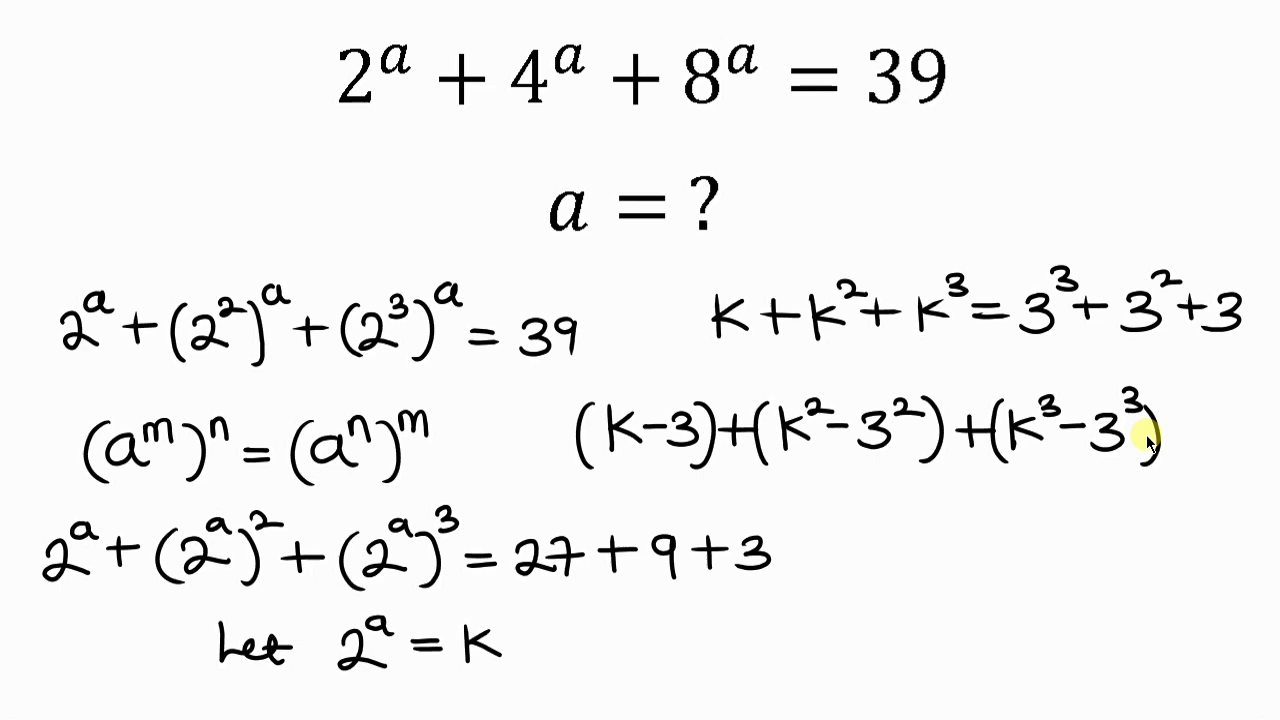 2^a + 4^a + 8^a = 39
a = ?
2^a + (2^2)^a + (2^3)^a = 39
(a^m)^n = (a^n)^m
2^a + (2^a)^2 + (2^a)^3 = 27 + 9 + 3
Let 2^a = K
K + K^2 + K^3 = 3^3 + 3^2 + 3
(K-3) + (K^2 - 3^2) + (K^3 - 3^3)